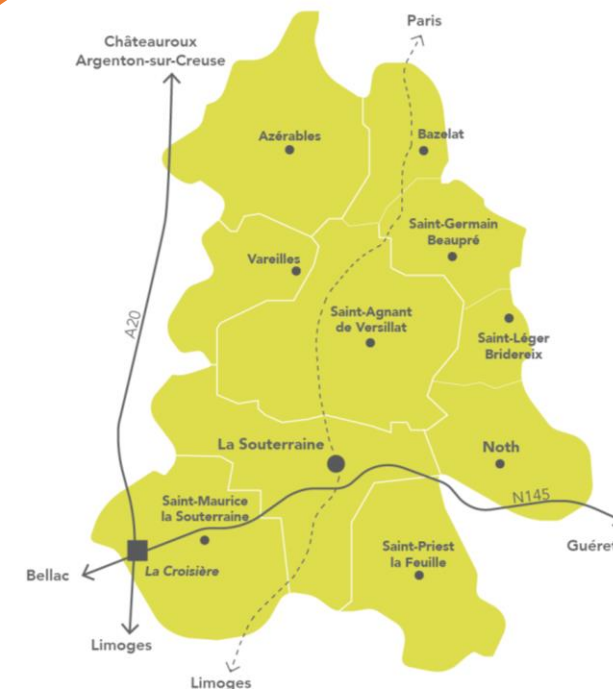 Paris
Châteauroux
Argenton-sur-Creuse
Azérables
Bazelat
Saint-Germain
Beaupré
Vareilles
Saint-Agnant
de Versillat
A20
Saint-Léger
Bridereix
La Souterraine
Noth
Saint-Maurice
la Souterraine
N145
Saint-Priest
la Feuille
Guéret
Bellac
La Croisière
Limoges
Limoges